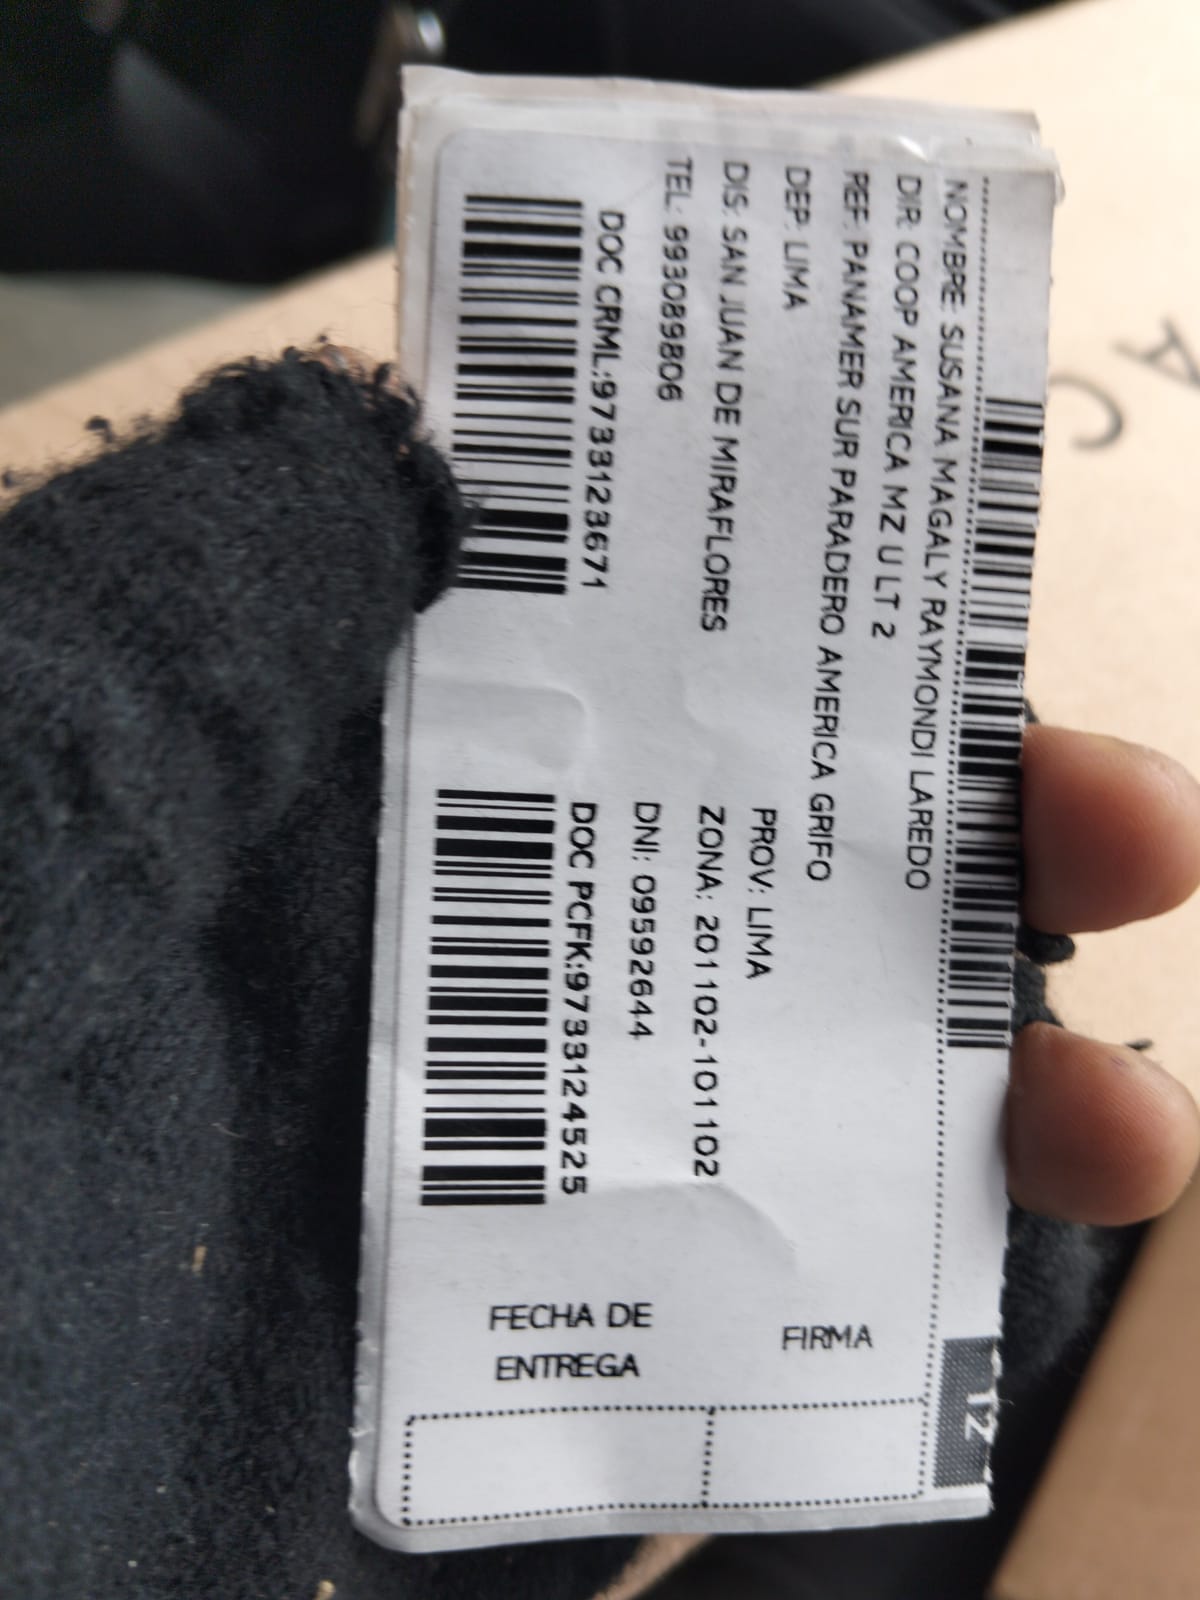 NOMBRE: SUSANA MAGALY RAYMONDI LAREDO
DIR: COOP AMERICA MZ U LT 2
REF: PANAMER SUR PARADERO AMERICA GRIFO
DEP: LIMA PROV: LIMA
DIS: SAN JUAN DE MIRAFLORES ZONA: 201102-101102
TEL: 993089806 DNI: 09592644
DOC CRML:9733123671 DOC PCFK:9733124525
FIRMA
FECHA DE
ENTREGA